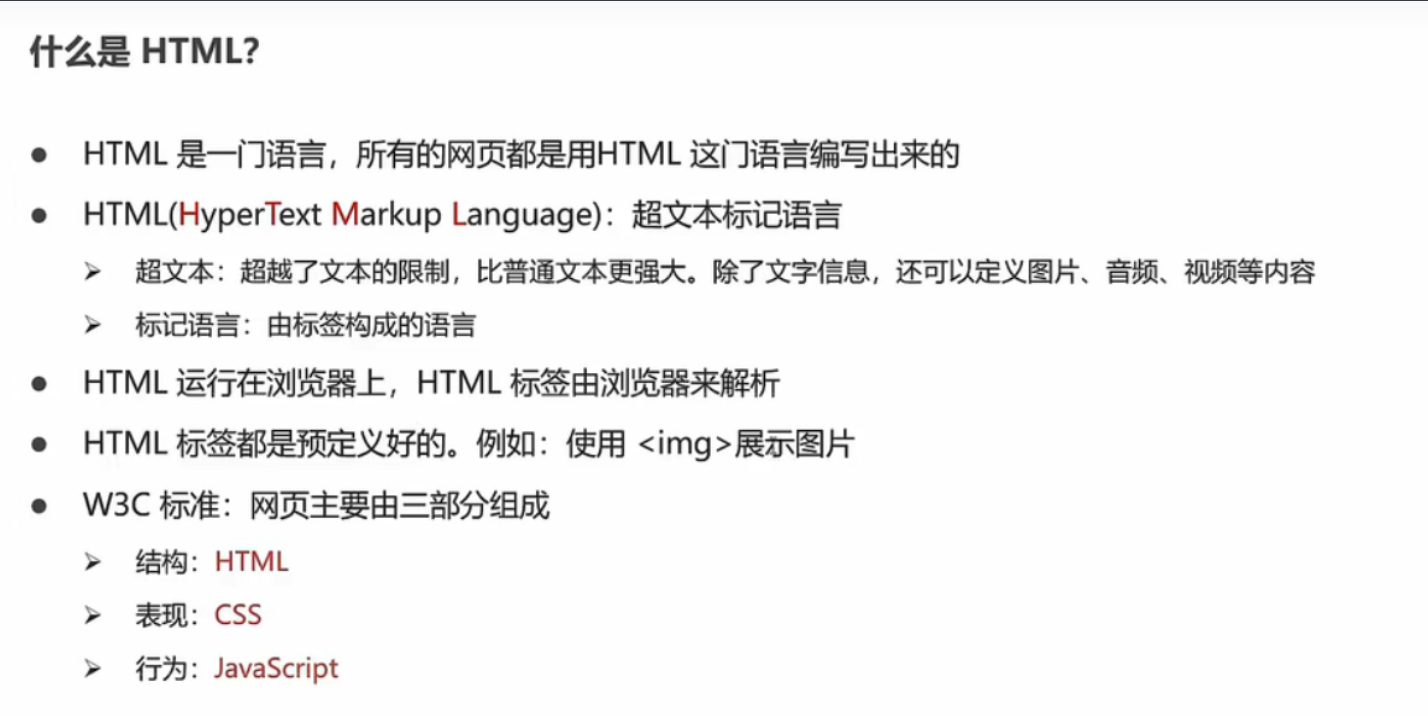 什么是 HTML?
● HTML 是一门语言，所有的网页都是用HTML 这门语言编写出来的
● HTML(HyperText Markup Language)：超文本标记语言
➢ 超文本：超越了文本的限制，比普通文本更强大。除了文字信息，还可以定义图片、音频、视频等内容
➢ 标记语言：由标签构成的语言
● HTML 运行在浏览器上，HTML 标签由浏览器来解析
● HTML 标签都是预定义好的。例如：使用 <img>展示图片
● W3C 标准：网页主要由三部分组成
➢ 结构：HTML
➢ 表现：CSS
➢ 行为：JavaScript